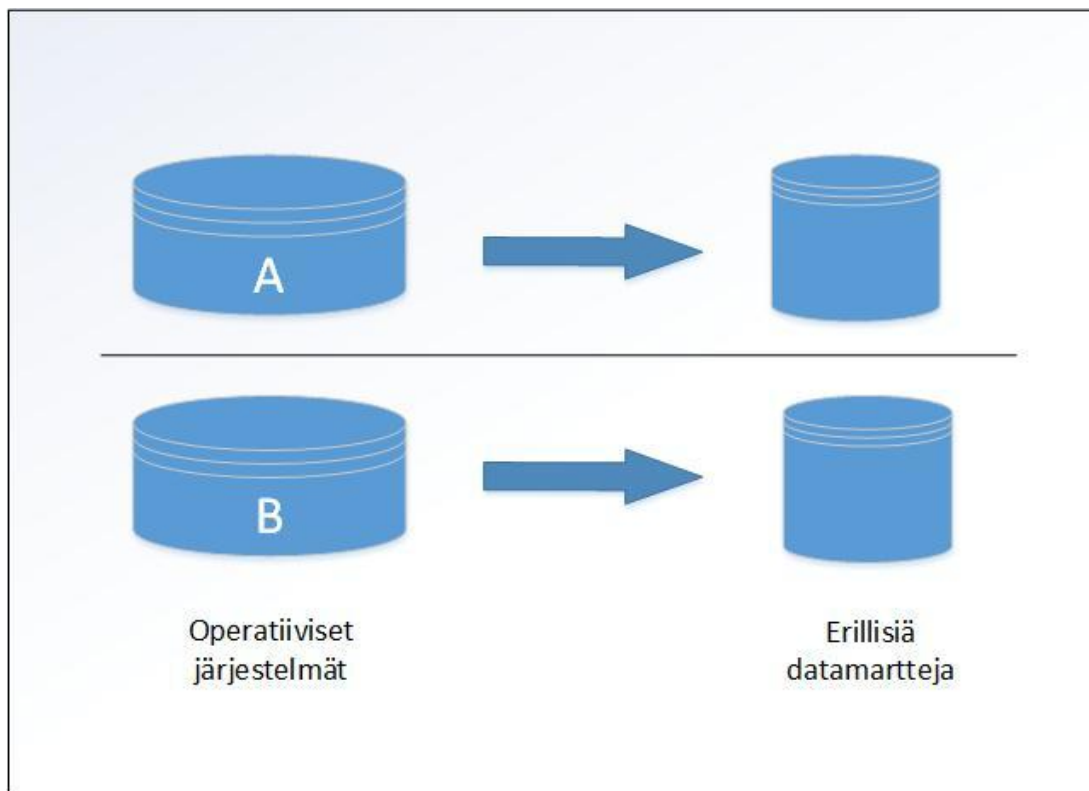 A
B
Operatiiviset
järjestelmät
Erillisiä
datamartteja